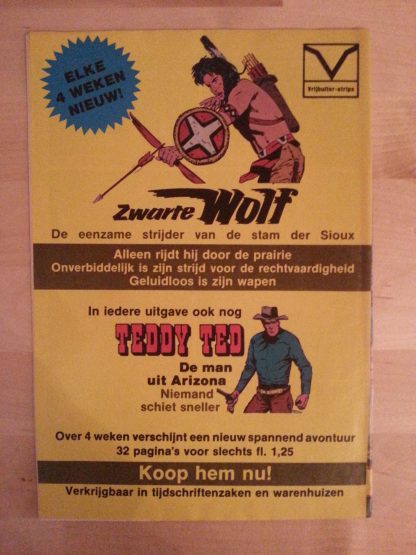 ELKE
4 WEKEN
NIEUW!
Vrijbuiter-strips
Zwarte Wolf
De eenzame strijder van de stam der Sioux
Alleen rijdt hij door de prairie
Onverbiddelijk is zijn strijd voor de rechtvaardigheid
Geluidloos is zijn wapen
In iedere uitgave ook nog
TEDDY TED
De man
uit Arizona
Niemand
schiet sneller
Over 4 weken verschijnt een nieuw spannend avontuur
32 pagina's voor slechts fl. 1,25
Koop hem nu!
Verkrijgbaar in tijdschriftenzaken en warenhuizen